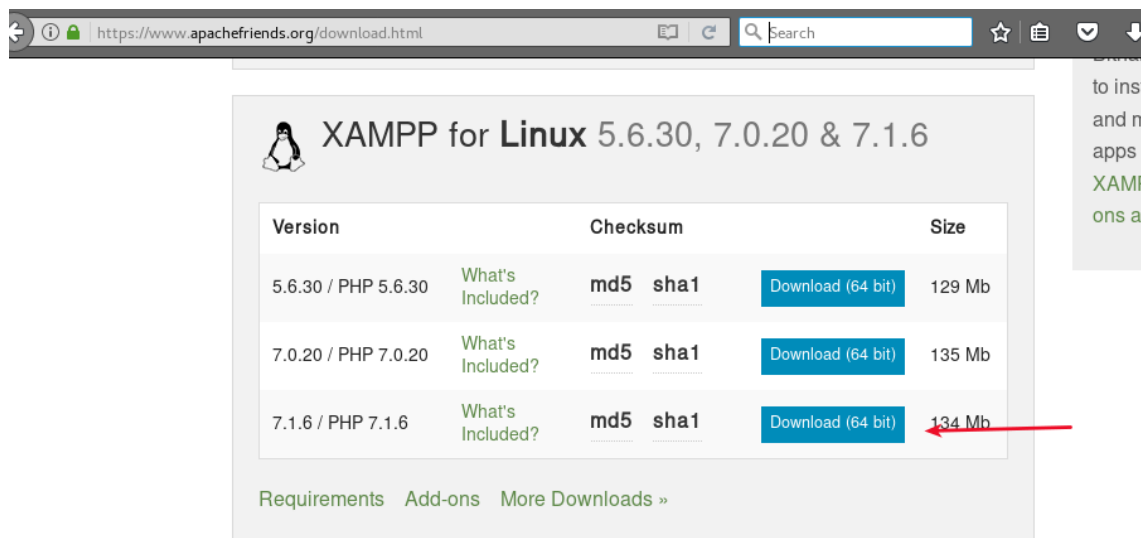 https://www.apachefriends.org/download.html
Search
to ins
and m
apps
XAMP
ons a
XAMPP for Linux 5.6.30, 7.0.20 & 7.1.6
Version Checksum Size
5.6.30 / PHP 5.6.30 What's Included? md5 sha1 Download (64 bit) 129 Mb
7.0.20 / PHP 7.0.20 What's Included? md5 sha1 Download (64 bit) 135 Mb
7.1.6 / PHP 7.1.6 What's Included? md5 sha1 Download (64 bit) 134 Mb
Requirements Add-ons More Downloads »